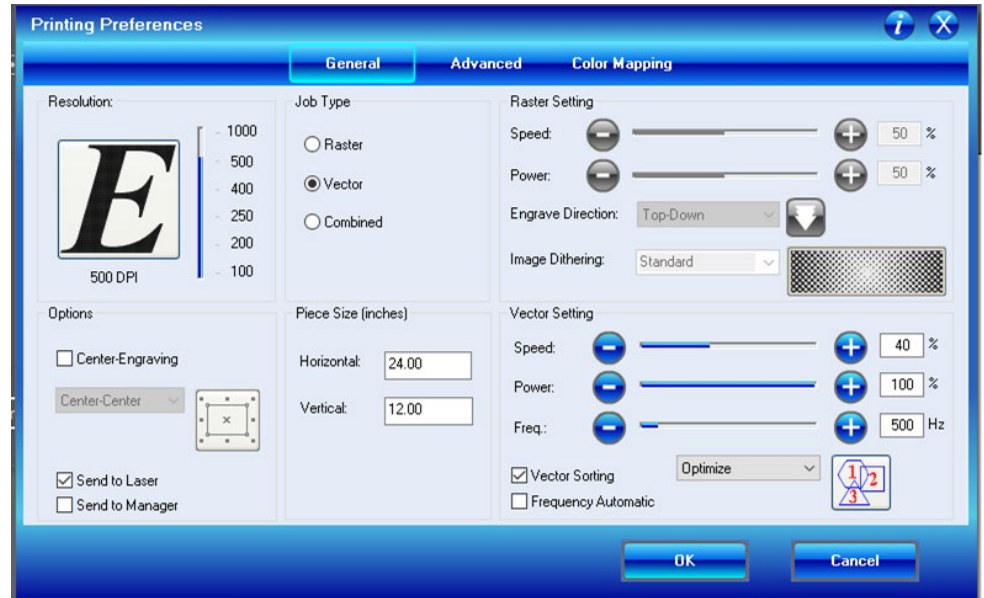 Printing Preferences
i X
General Advanced Color Mapping
Resolution:
E
1000
500
400
250
200
100
500 DPI
Job Type
Raster
Vector
Combined
Raster Setting
Speed: 50 %
Power: 50 %
Engrave Direction: Top-Down
Image Dithering: Standard
Options
Center-Engraving
Center-Center
Send to Laser
Send to Manager
Piece Size (inches)
Horizontal: 24.00
Vertical: 12.00
Vector Setting
Speed: 40 %
Power: 100 %
Freq.: 500 Hz
Vector Sorting Optimize
1 2
3
Frequency Automatic
OK Cancel